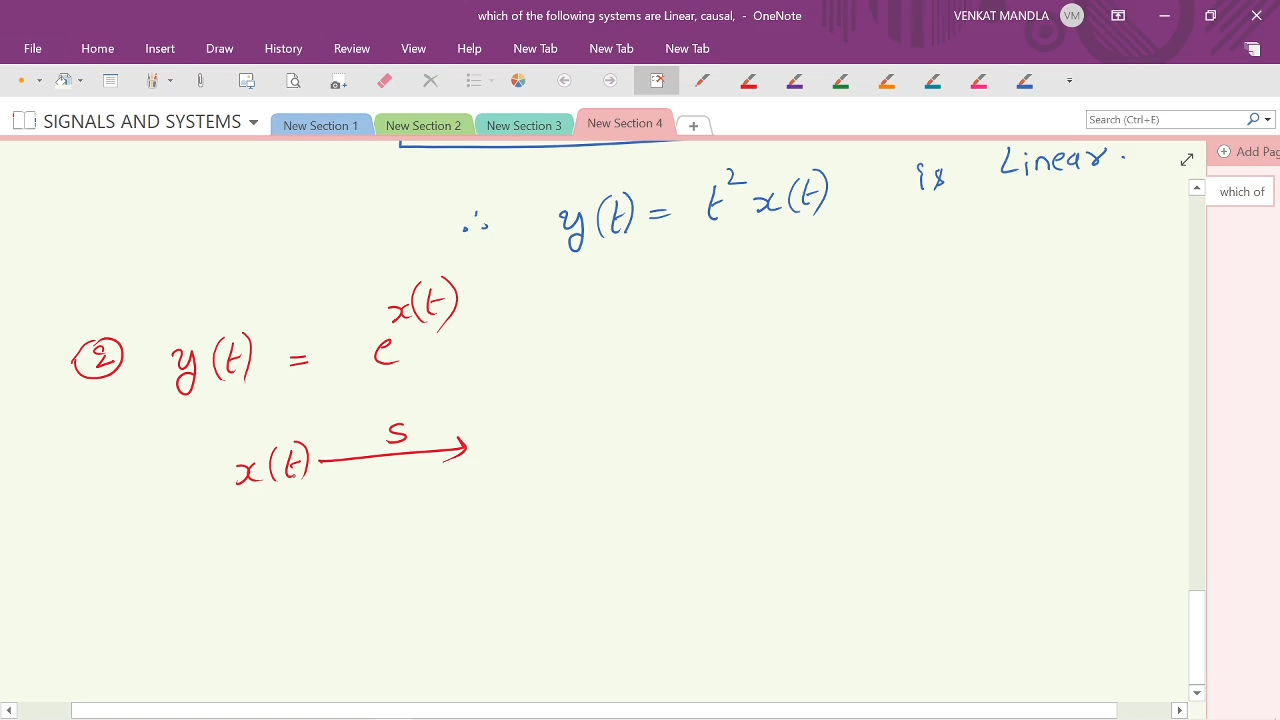 which of the following systems are Linear, causal, - OneNote
VENKAT MANDLA VM
File Home Insert Draw History Review View Help New Tab New Tab New Tab
SIGNALS AND SYSTEMS New Section 1 New Section 2 New Section 3 New Section 4
Search (Ctrl+E)
Add Pag
which of
∴ y(t) = t² x(t) is Linear.
② y(t) = e^x(t)
x(t) S →